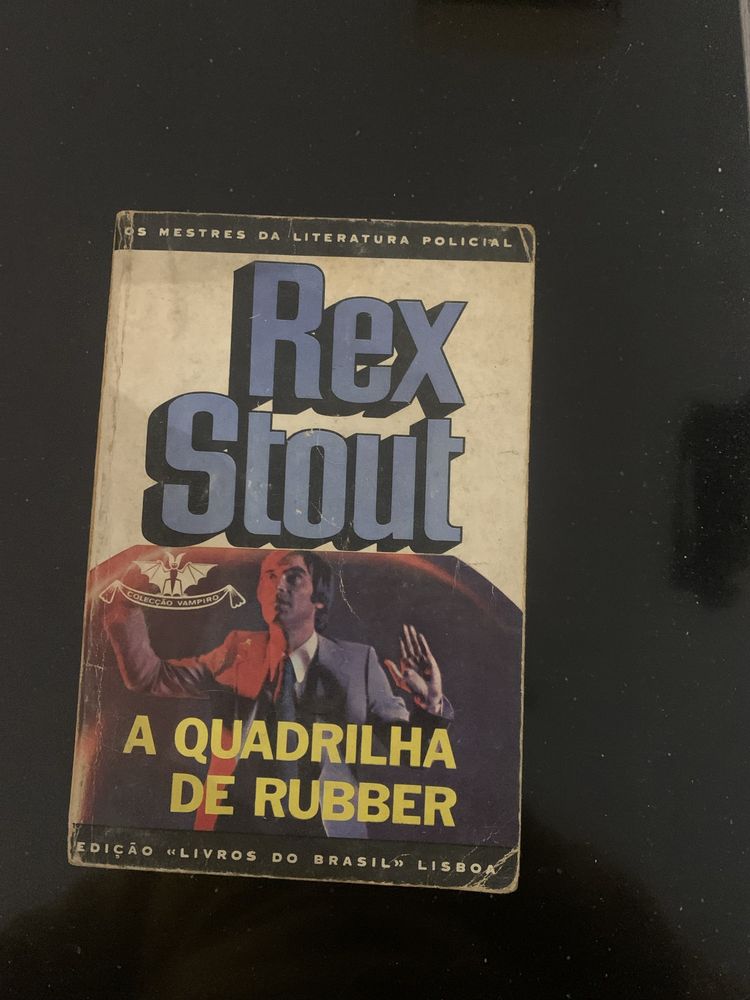 OS MESTRES DA LITERATURA POLICIAL
Rex
Stout
COLECÇÃO VAMPIRO
A QUADRILHA
DE RUBBER
EDIÇÃO «LIVROS DO BRASIL» LISBOA